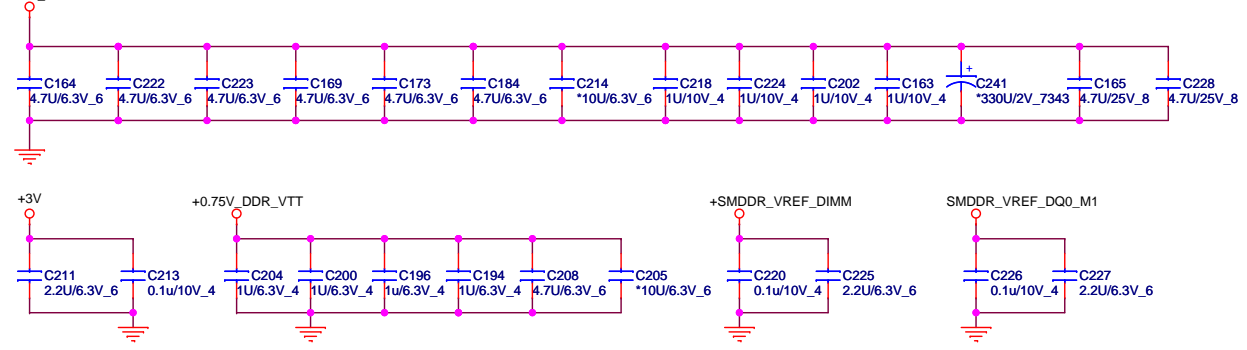 C164
4.7U/6.3V_6
C222
4.7U/6.3V_6
C223
4.7U/6.3V_6
C169
4.7U/6.3V_6
C173
4.7U/6.3V_6
C184
4.7U/6.3V_6
C214
*10U/6.3V_6
C218
1U/10V_4
C224
1U/10V_4
C202
1U/10V_4
C163
1U/10V_4
+
C241
*330U/2V_7343
C165
4.7U/25V_8
C228
4.7U/25V_8
+3V
C211
2.2U/6.3V_6
C213
0.1u/10V_4
+0.75V_DDR_VTT
C204
1U/6.3V_4
C200
1U/6.3V_4
C196
1u/6.3V_4
C194
1U/6.3V_4
C208
4.7U/6.3V_6
C205
*10U/6.3V_6
+SMDDR_VREF_DIMM
C220
0.1u/10V_4
C225
2.2U/6.3V_6
SMDDR_VREF_DQ0_M1
C226
0.1u/10V_4
C227
2.2U/6.3V_6